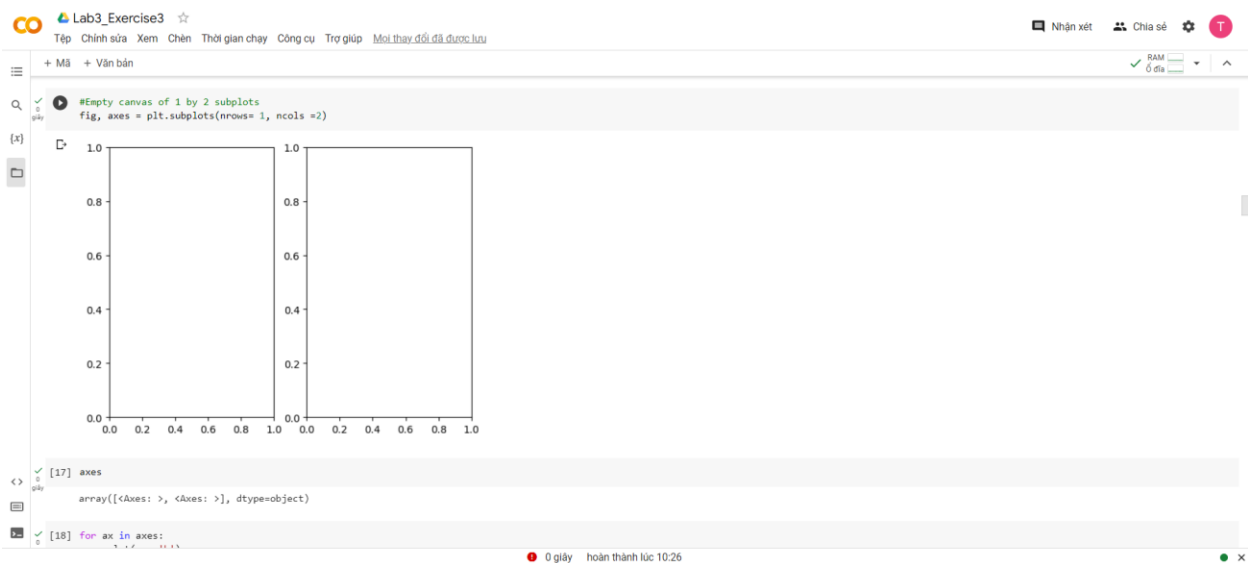 Lab3_Exercise3
Nhận xét
Chia sẻ
T
Tệp Chỉnh sửa Xem Chèn Thời gian chạy Công cụ Trợ giúp Mọi thay đổi đã được lưu
+ Mã + Văn bản
RAM
Ổ đĩa
0
giây
#Empty canvas of 1 by 2 subplots
fig, axes = plt.subplots(nrows= 1, ncols =2)
{x}
1.0 1.0
0.8 0.8
0.6 0.6
0.4 0.4
0.2 0.2
0.0 0.0
0.0 0.2 0.4 0.6 0.8 1.0 0.0 0.2 0.4 0.6 0.8 1.0
0
giây
[17] axes
array([<Axes: >, <Axes: >], dtype=object)
0
[18] for ax in axes:
0 giây hoàn thành lúc 10:26